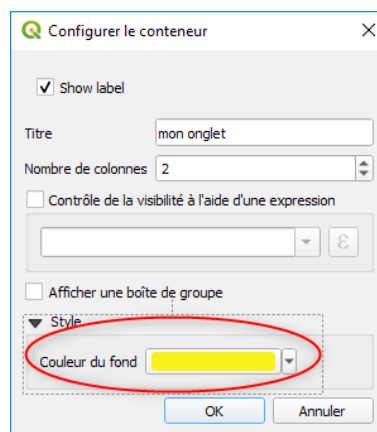 Configurer le conteneur
Show label
Titre mon onglet
Nombre de colonnes 2
Contrôle de la visibilité à l'aide d'une expression
ε
Afficher une boîte de groupe
Style
Couleur du fond
OK Annuler